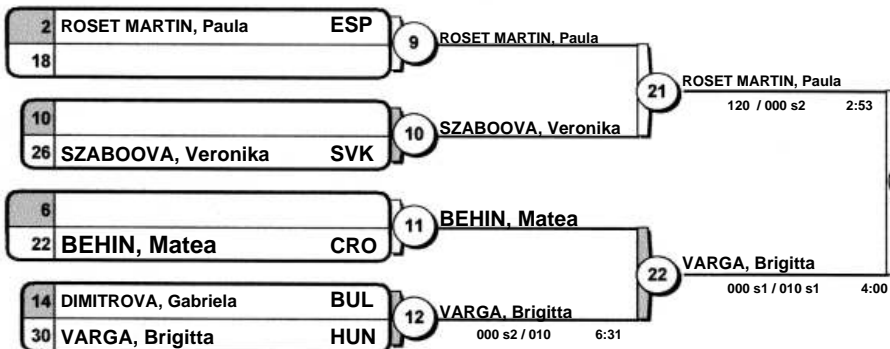 2 ROSET MARTIN, Paula ESP
18
9
ROSET MARTIN, Paula
10
26 SZABOOVA, Veronika SVK
10
SZABOOVA, Veronika
21
ROSET MARTIN, Paula
120 / 000 s2 2:53
6
22 BEHIN, Matea CRO
11
BEHIN, Matea
14 DIMITROVA, Gabriela BUL
30 VARGA, Brigitta HUN
12
VARGA, Brigitta
000 s2 / 010 6:31
22
VARGA, Brigitta
000 s1 / 010 s1 4:00